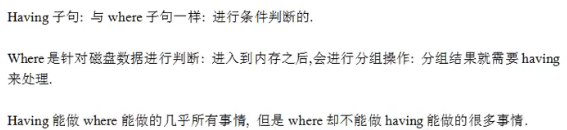 Having 子句: 与 where 子句一样: 进行条件判断的.
Where 是针对磁盘数据进行判断: 进入到内存之后,会进行分组操作: 分组结果就需要 having
来处理.
Having 能做 where 能做的几乎所有事情, 但是 where 却不能做 having 能做的很多事情.